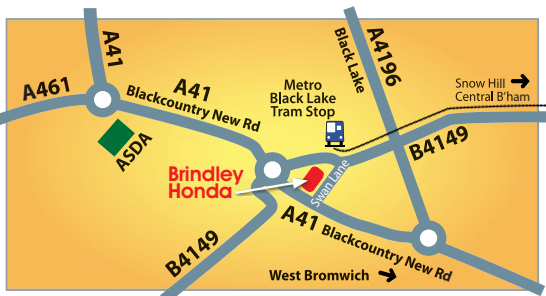 A41
A461
A41
Blackcountry New Rd
ASDA
Metro
Black Lake
Tram Stop
Black Lake
A4196
Snow Hill
Central B'ham
B4149
Brindley
Honda
Swan Lane
A41 Blackcountry New Rd
B4149
West Bromwich